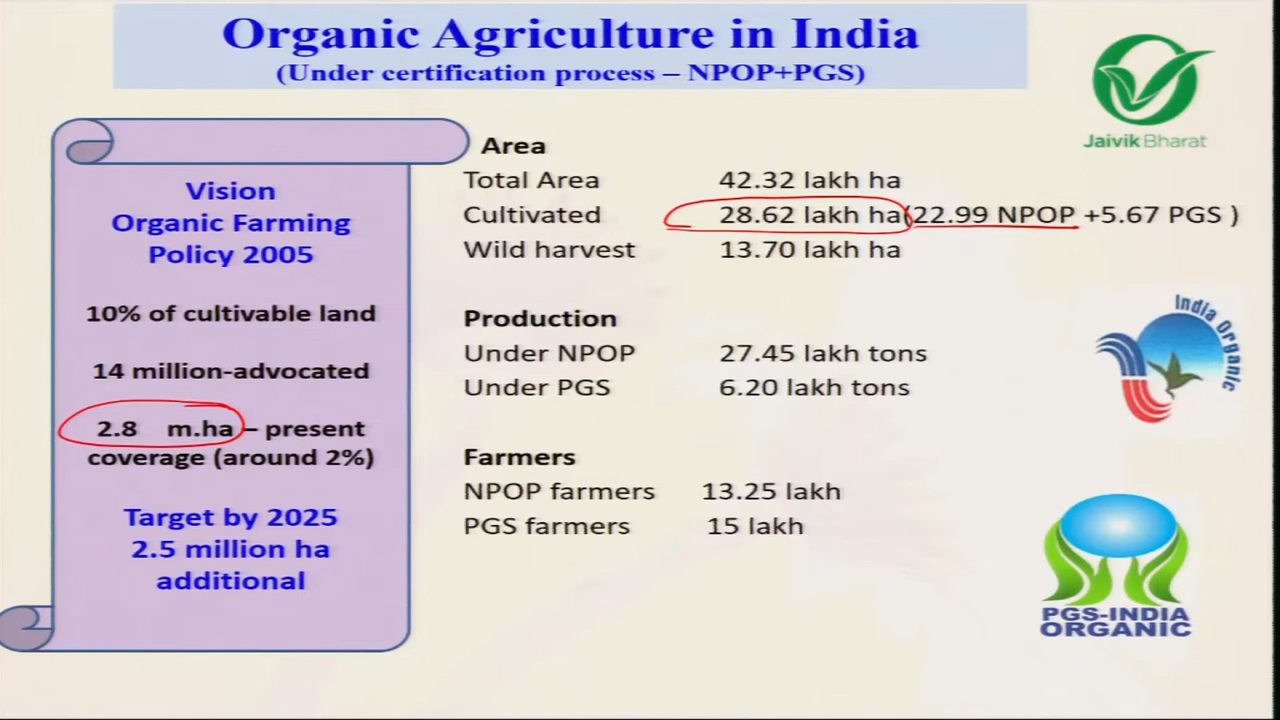 Organic Agriculture in India
(Under certification process – NPOP+PGS)
Jaivik Bharat
Vision
Organic Farming
Policy 2005
10% of cultivable land
14 million-advocated
2.8 m.ha – present
coverage (around 2%)
Target by 2025
2.5 million ha
additional
Area
Total Area 42.32 lakh ha
Cultivated 28.62 lakh ha(22.99 NPOP +5.67 PGS )
Wild harvest 13.70 lakh ha
Production
Under NPOP 27.45 lakh tons
Under PGS 6.20 lakh tons
Farmers
NPOP farmers 13.25 lakh
PGS farmers 15 lakh
India Organic
PGS-INDIA
ORGANIC